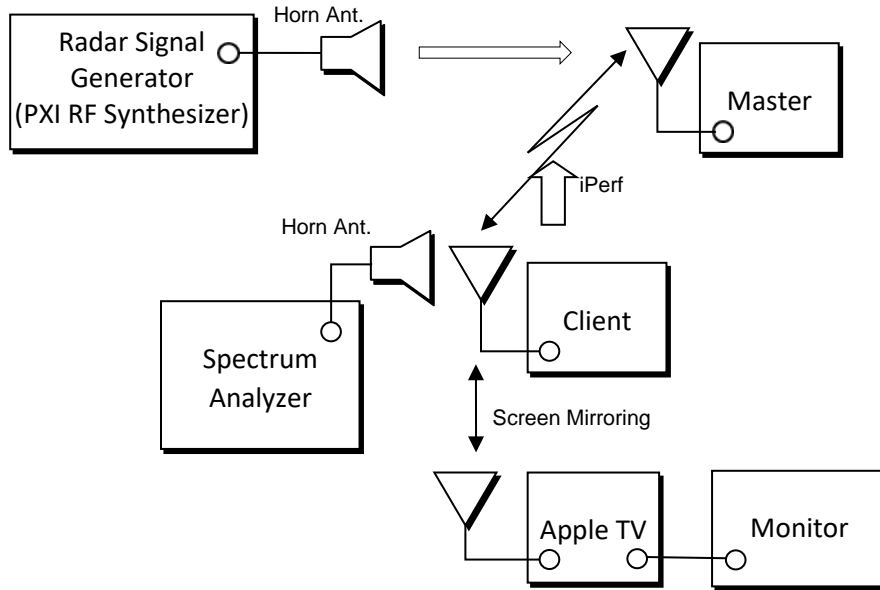 Horn Ant.
Radar Signal
Generator
(PXI RF Synthesizer)
Master
iPerf
Horn Ant.
Client
Spectrum
Analyzer
Screen Mirroring
Apple TV
Monitor